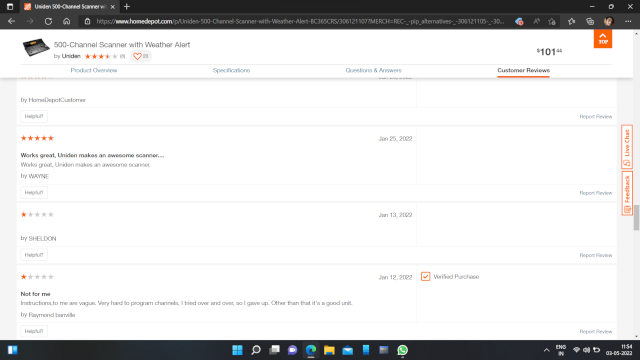 Uniden 500-Channel Scanner wi
https://www.homedepot.com/p/Uniden-500-Channel-Scanner-with-Weather-Alert-BC365CRS/306121107?MERCH=REC-_-pip_alternatives-_-306121105-_-30...
500-Channel Scanner with Weather Alert
by Uniden
$101.44
TOP
Product Overview
Specifications
Questions & Answers
Customer Reviews
by HomeDepotCustomer
Helpful?
Report Review
Jan 25, 2022
Works great, Uniden makes an awesome scanner....
Works great, Uniden makes an awesome scanner.
by WAYNE
Helpful?
Report Review
Jan 13, 2022
by SHELDON
Helpful?
Report Review
Jan 12, 2022
Verified Purchase
Not for me
Instructions,to me are vague. Very hard to program channels, I tried over and over, so I gave up. Other than that it's a good unit.
by Raymond banville
Helpful?
Report Review
Live Chat
Feedback
ENG
IN
11:54
03-05-2022